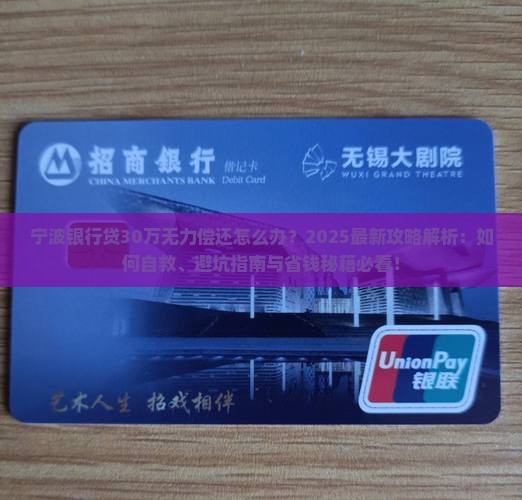 招商銀行 借记卡
CHINA MERCHANTS BANK Debit Card
无锡大剧院
WUXI GRAND THEATRE
宁波银行贷30万无力偿还怎么办？2025最新攻略解析：如
何自救、避坑指南与省钱秘籍必看！
UnionPay
银联
艺术人生 招戏相伴